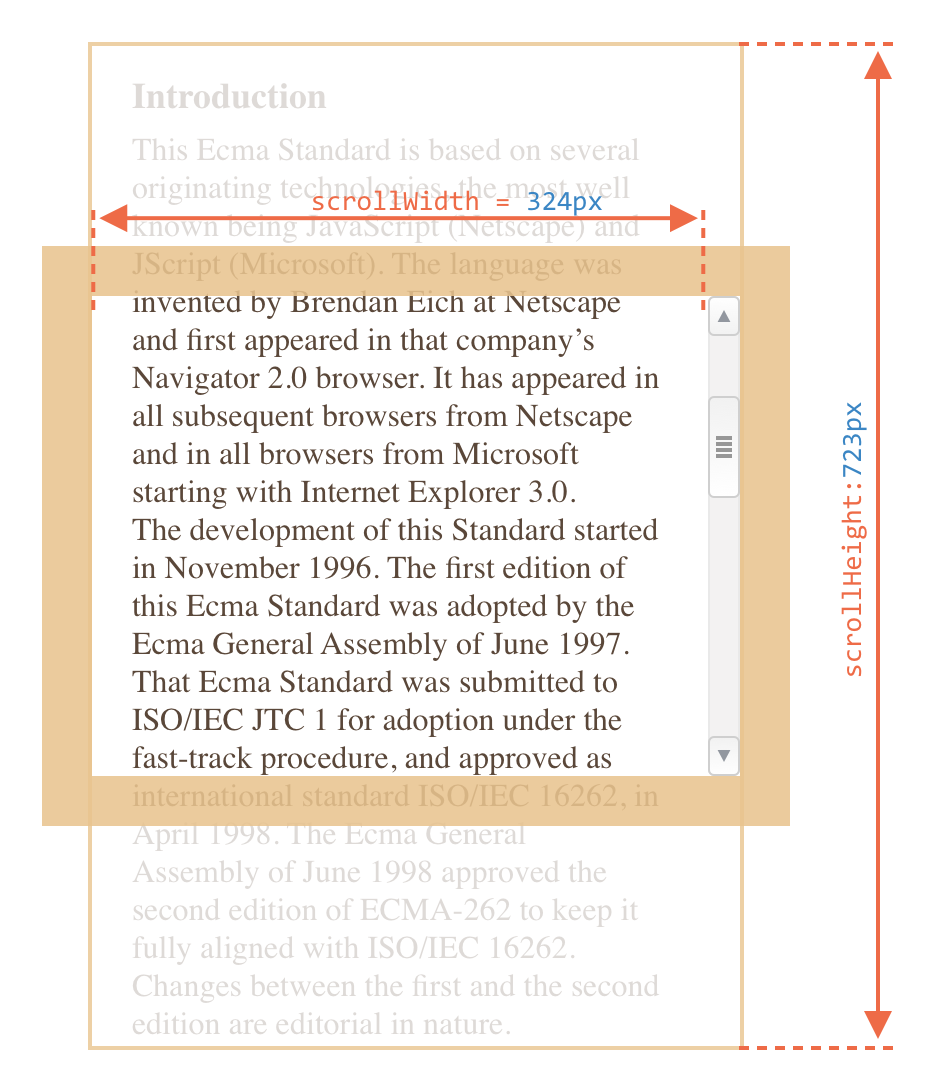 Introduction
This Ecma Standard is based on several
originating technologies, the most well
scrollWidth = 324px
known being JavaScript (Netscape) and
JScript (Microsoft). The language was
invented by Brendan Eich at Netscape
and first appeared in that company’s
Navigator 2.0 browser. It has appeared in
all subsequent browsers from Netscape
and in all browsers from Microsoft
starting with Internet Explorer 3.0.
The development of this Standard started
in November 1996. The first edition of
this Ecma Standard was adopted by the
Ecma General Assembly of June 1997.
That Ecma Standard was submitted to
ISO/IEC JTC 1 for adoption under the
fast-track procedure, and approved as
international standard ISO/IEC 16262, in
April 1998. The Ecma General
Assembly of June 1998 approved the
second edition of ECMA-262 to keep it
fully aligned with ISO/IEC 16262.
Changes between the first and the second
edition are editorial in nature.
scrollHeight:723px